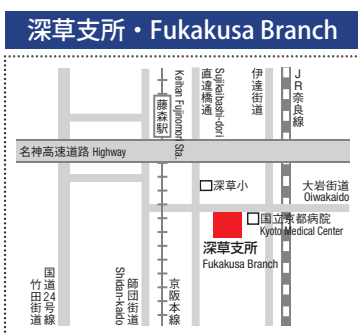 深草支所・Fukakusa Branch
藤森駅
Keihan Fujinomori Sta.
直違橋通
Sujikaibashi-dori
伊達街道
JR奈良線
名神高速道路 Highway
深草小
大岩街道
Oiwakaido
国立京都病院
Kyoto Medical Center
深草支所
Fukakusa Branch
国道24号線
竹田街道
師団街道
Shidan-kaido
京阪本線